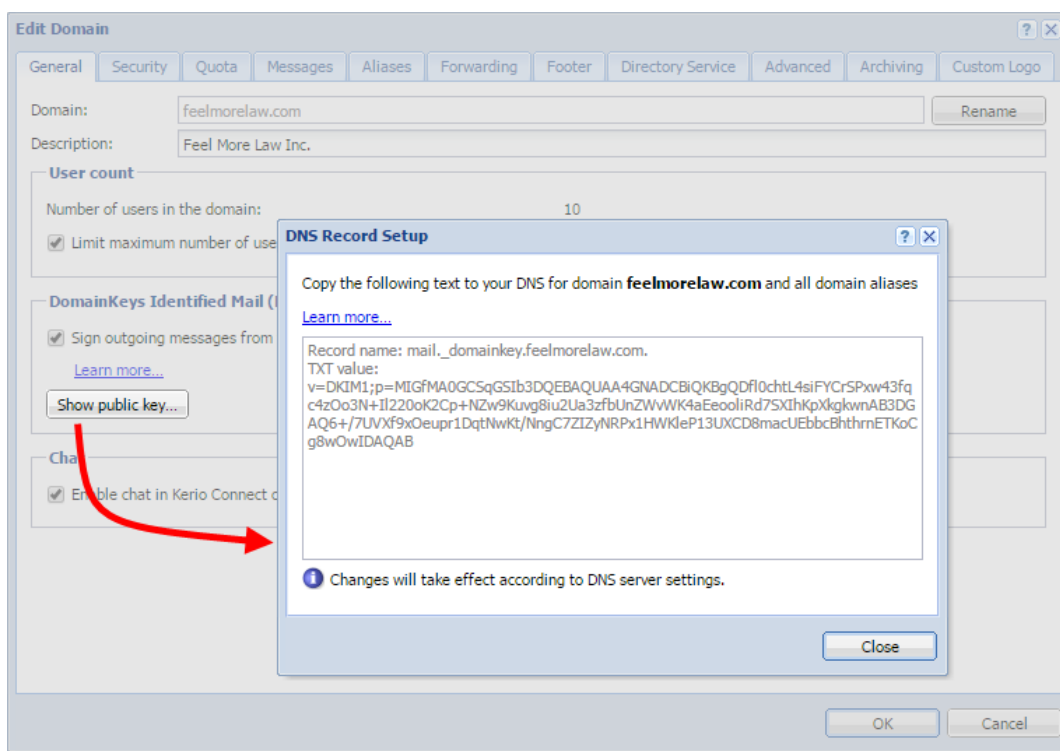 Edit Domain
General Security Quota Messages Aliases Forwarding Footer Directory Service Advanced Archiving Custom Logo
Domain: feelmorelaw.com Rename
Description: Feel More Law Inc.
User count
Number of users in the domain: 10
Limit maximum number of use
DNS Record Setup
Copy the following text to your DNS for domain feelmorelaw.com and all domain aliases
Learn more...
Record name: mail._domainkey.feelmorelaw.com.
TXT value:
v=DKIM1;p=MIGfMA0GCSqGSIb3DQEBAQUAA4GNADCBiQKBgQDfl0chtL4siFYCrSPxw43fq
c4zOo3N+Il220oK2Cp+NZw9Kuvg8iu2Ua3zfbUnZWvWK4aEeooliRd7SXIhKpXkgkwnAB3DG
AQ6+/7UVXf9xOeupr1DqtNwKt/NngC7ZIZyNRPx1HWKleP13UXCD8macUEbbcBhthrnETKoC
g8wOwIDAQAB
Changes will take effect according to DNS server settings.
Close
DomainKeys Identified Mail (
Sign outgoing messages from
Learn more...
Show public key...
Cha
Enable chat in Kerio Connect
OK Cancel